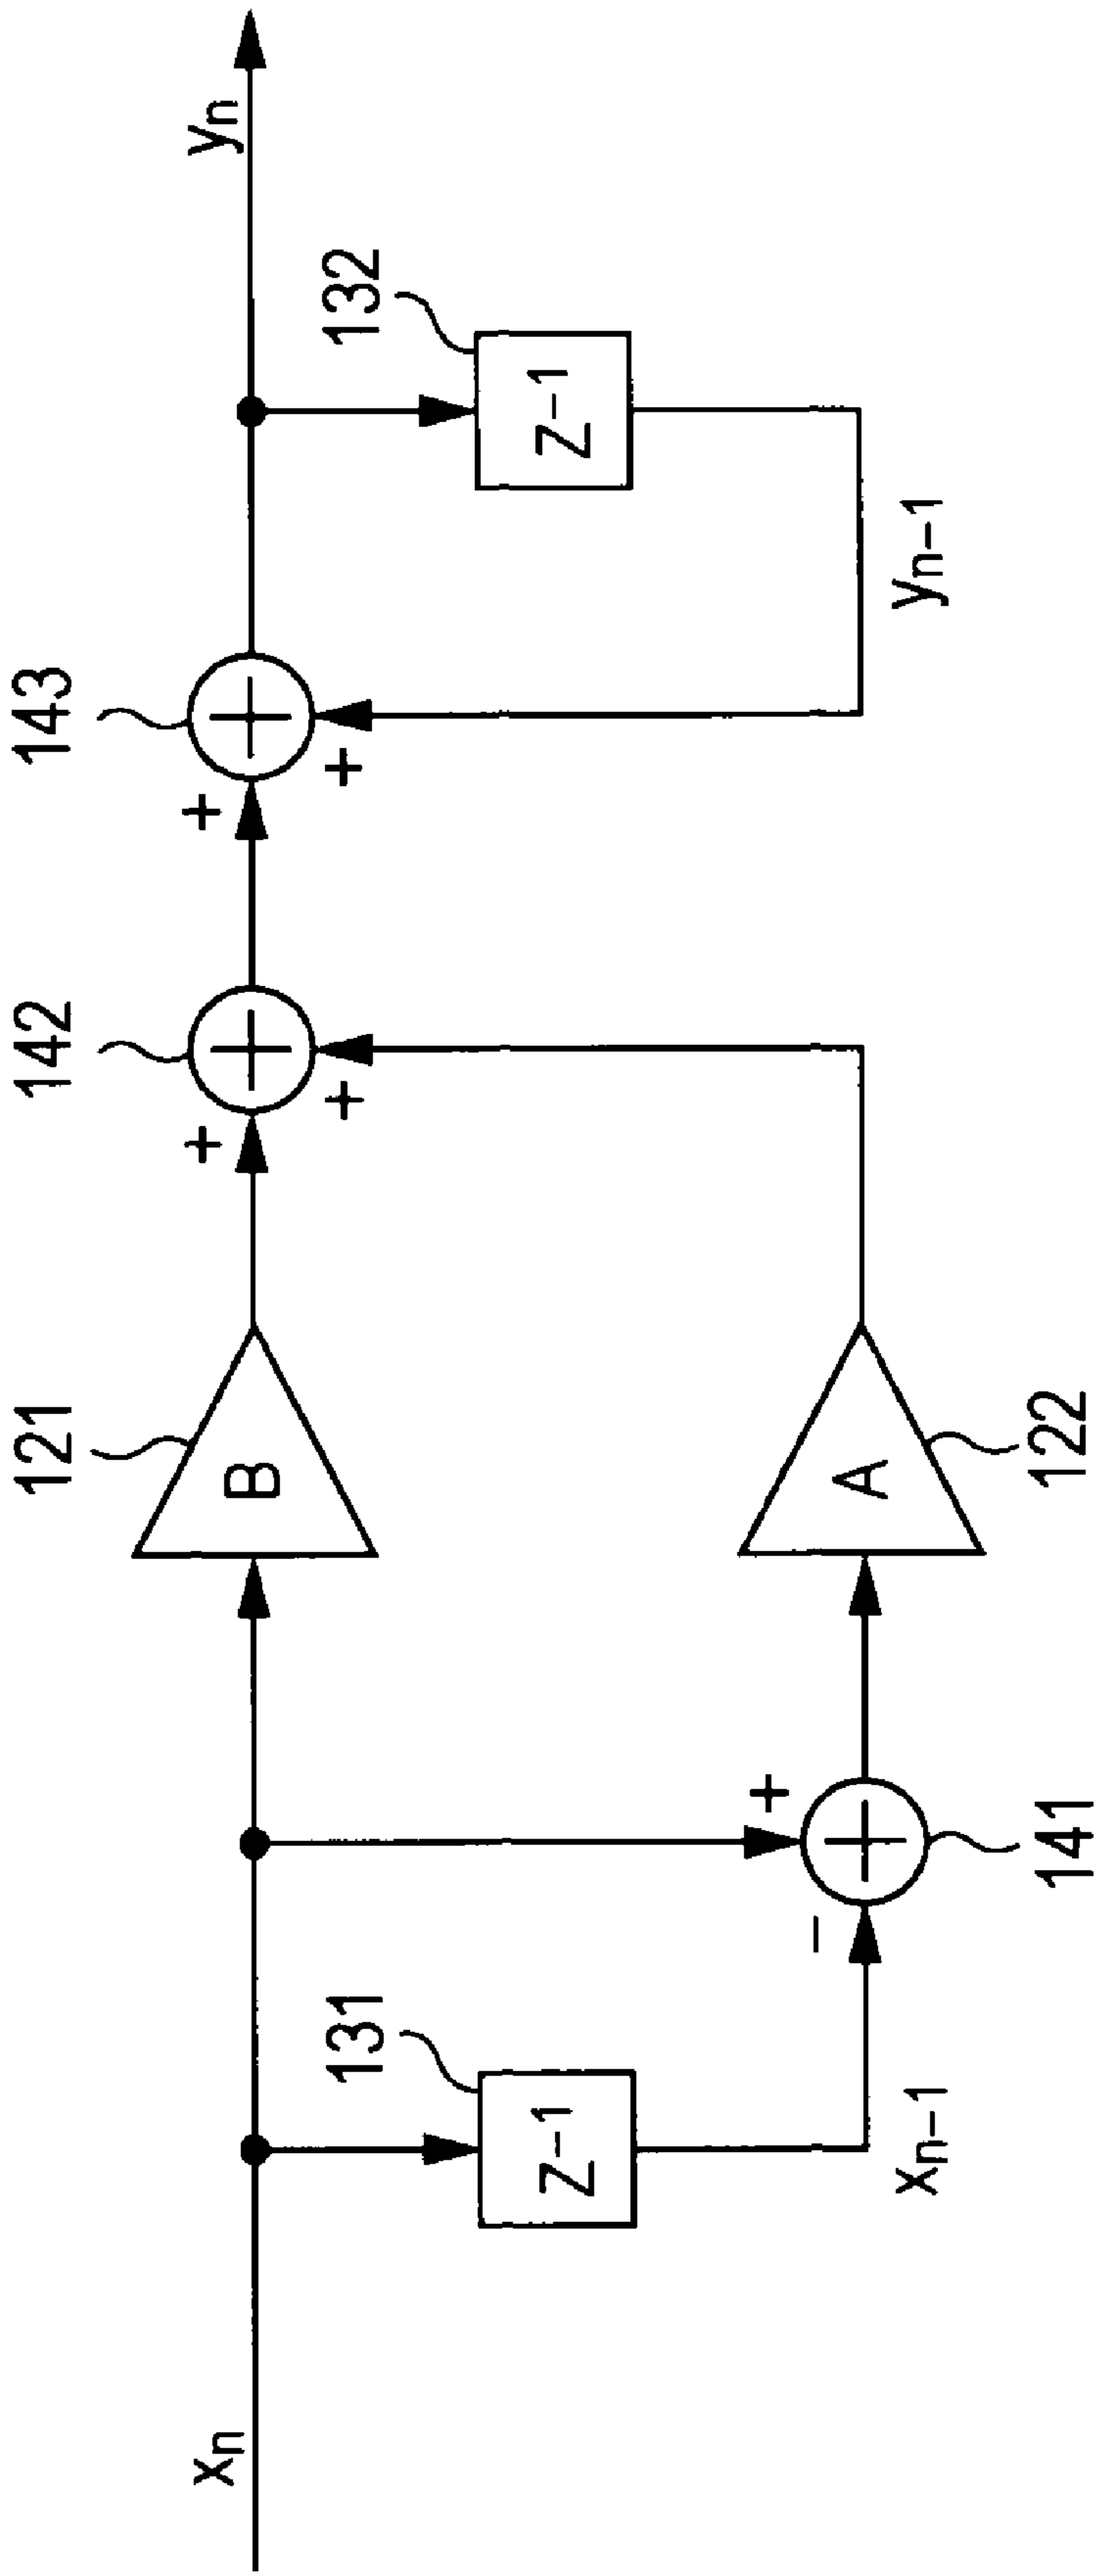 121
142
143
yₙ
+
+
132
B
+
+
Z⁻¹
xₙ
131
+
yₙ₋₁
Z⁻¹
−
A
xₙ₋₁
141
122